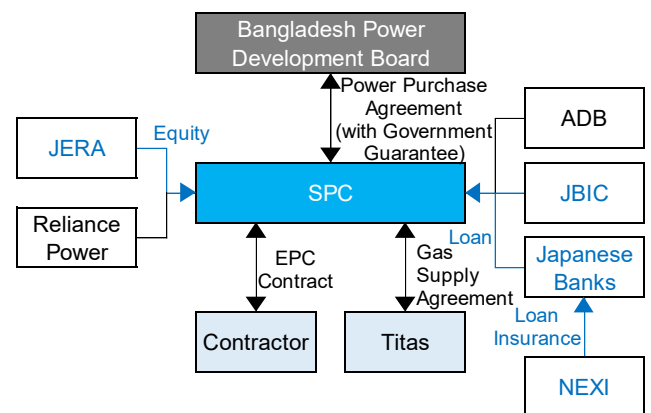 Bangladesh Power
Development Board
Power Purchase
Agreement
(with Government
Guarantee)
JERA
Equity
Reliance
Power
SPC
ADB
JBIC
Loan
Japanese
Banks
EPC
Contract
Gas
Supply
Agreement
Contractor
Titas
Loan
Insurance
NEXI